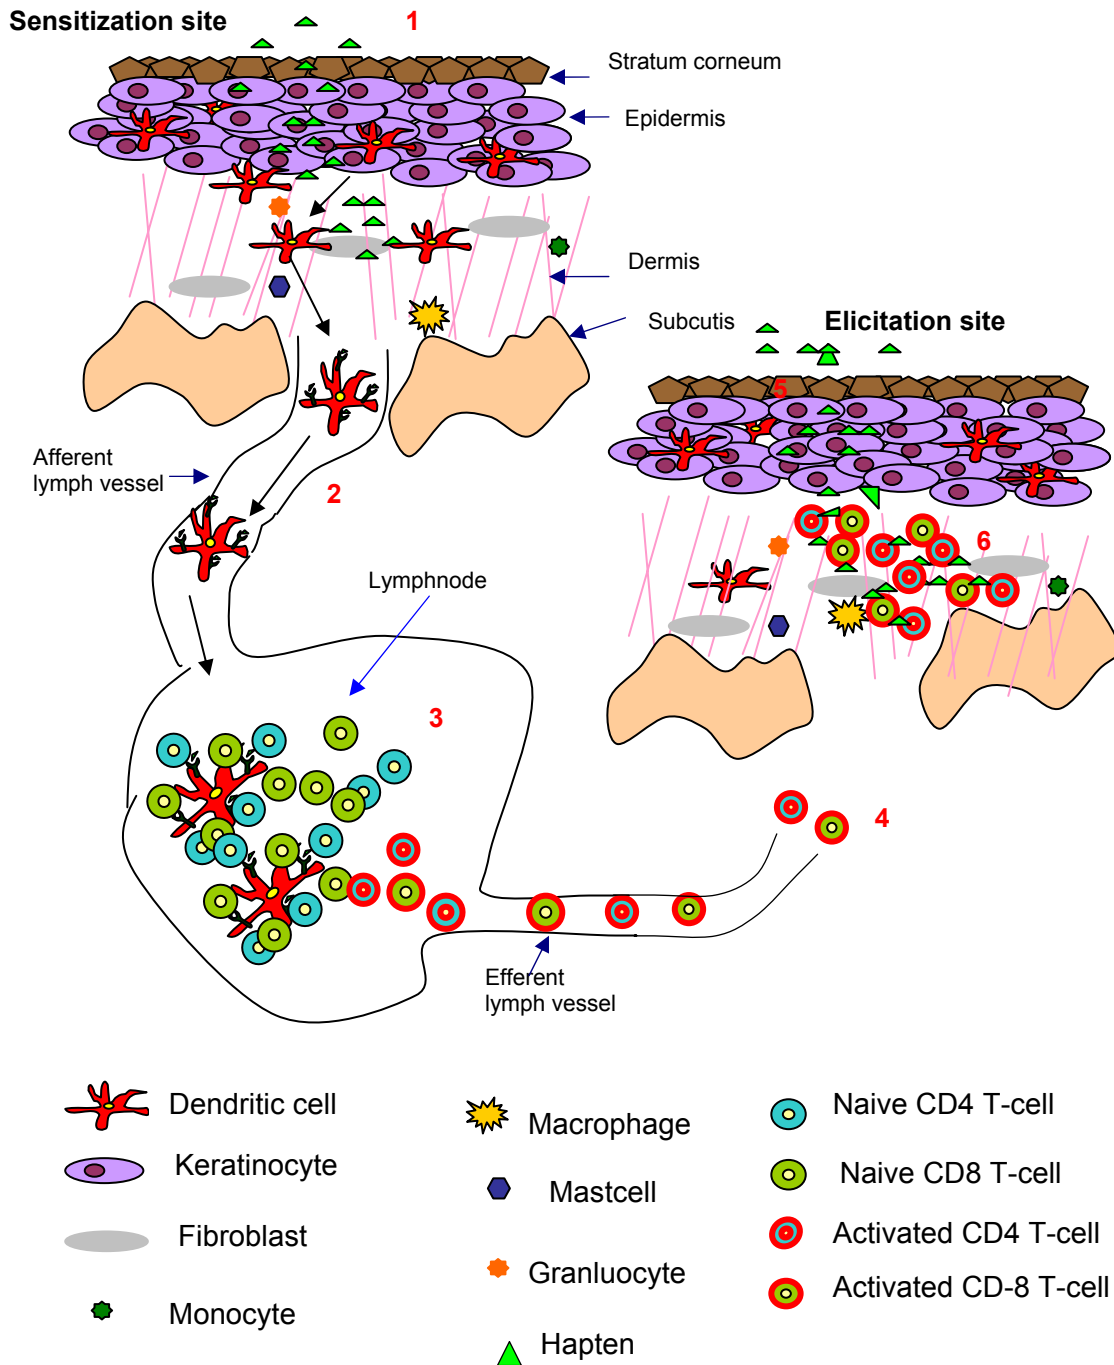 Sensitization site
1
Stratum corneum
Epidermis
Dermis
Subcutis
Elicitation site
5
Afferent
lymph vessel
2
6
Lymphnode
3
4
Efferent
lymph vessel
Dendritic cell
Keratinocyte
Fibroblast
Monocyte
Macrophage
Mastcell
Granluocyte
Hapten
Naive CD4 T-cell
Naive CD8 T-cell
Activated CD4 T-cell
Activated CD-8 T-cell